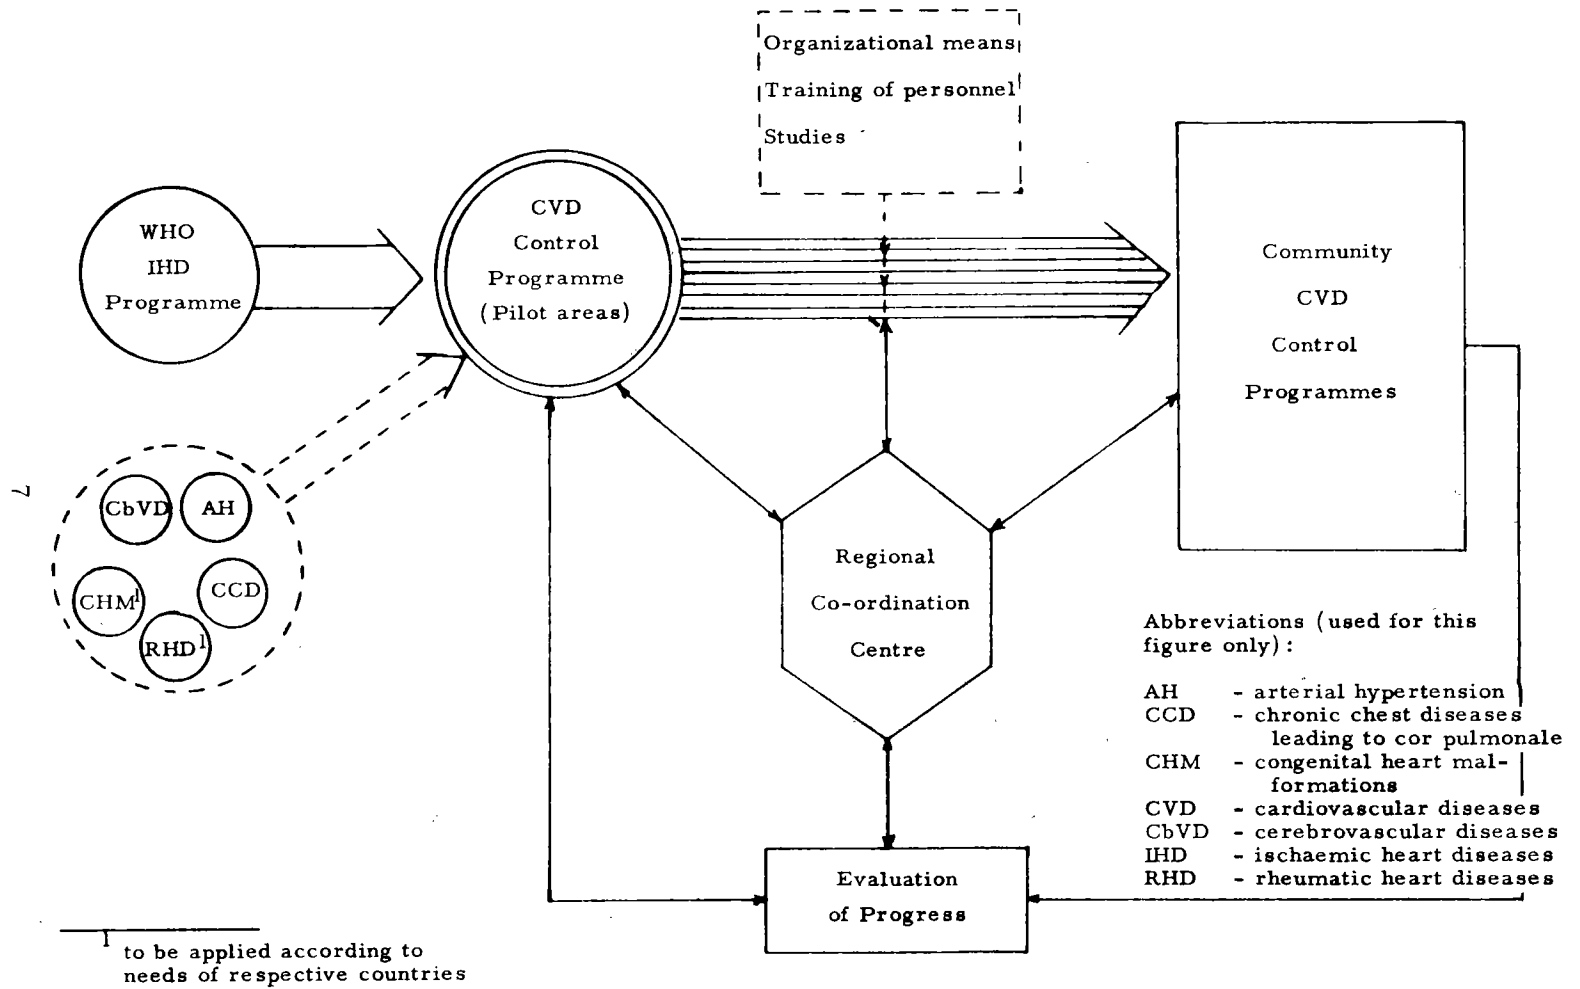 Organizational means
Training of personnel
Studies
WHO
IHD
Programme
CVD
Control
Programme
(Pilot areas)
Community
CVD
Control
Programmes
CbVD
AH
CHM¹
CCD
RHD¹
7
Regional
Co-ordination
Centre
Evaluation
of Progress
Abbreviations (used for this
figure only):
AH - arterial hypertension
CCD - chronic chest diseases
leading to cor pulmonale
CHM - congenital heart mal-
formations
CVD - cardiovascular diseases
CbVD - cerebrovascular diseases
IHD - ischaemic heart diseases
RHD - rheumatic heart diseases
1 to be applied according to
needs of respective countries